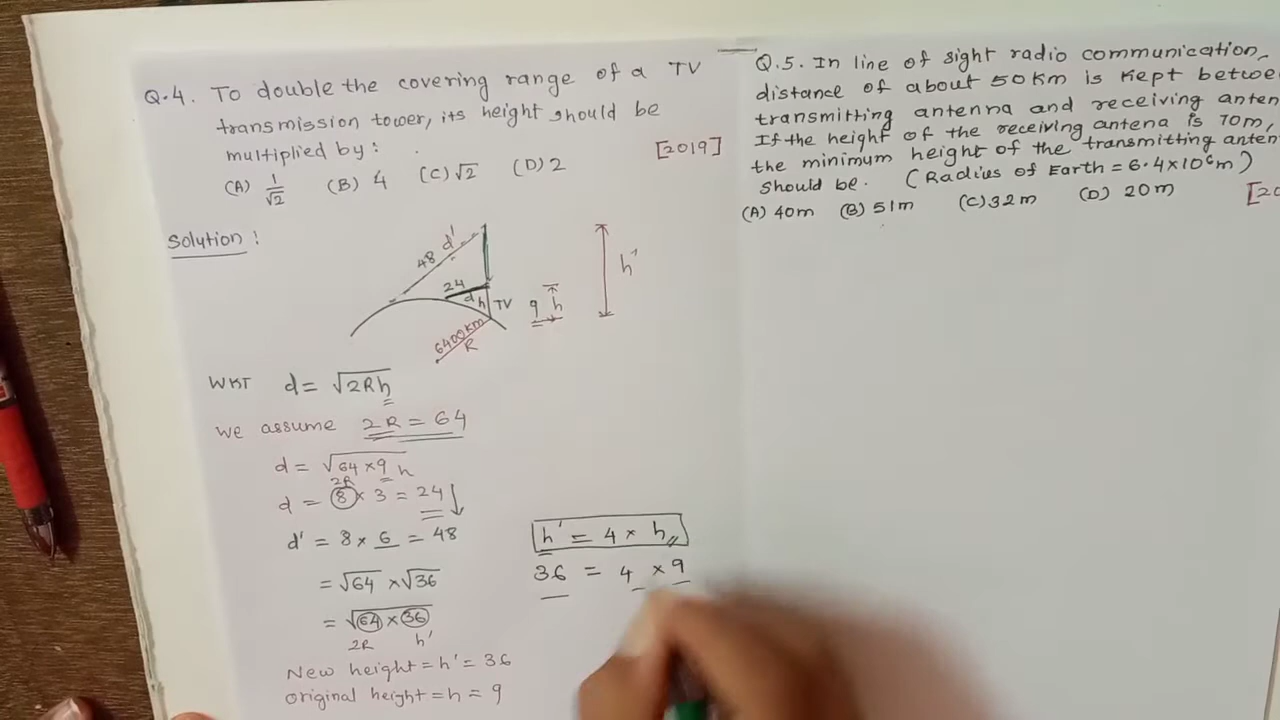 Q.4. To double the covering range of a TV
transmission tower, its height should be
multiplied by: [2019]
(A) 1/√2 (B) 4 (C) √2 (D) 2
Solution:
d'
48
24
d
h
TV
6400km
R
9 h
h'
WKT d = √2Rh
We assume 2R = 64
d = √64 × 9 h
2R
d = 8 × 3 = 24
d' = 8 × 6 = 48
= √64 × √36
= √64 × 36
2R h'
New height = h' = 36
original height = h = 9
h' = 4 × h
36 = 4 × 9
Q.5. In line of sight radio communication,
distance of about 50Km is kept
transmitting antenna and receiving
If the height of the receiving antena is 70m,
the minimum height of the transmitting
should be. (Radius of Earth = 6.4×10⁶m)
(A) 40m (B) 51m (C) 32m (D) 20m